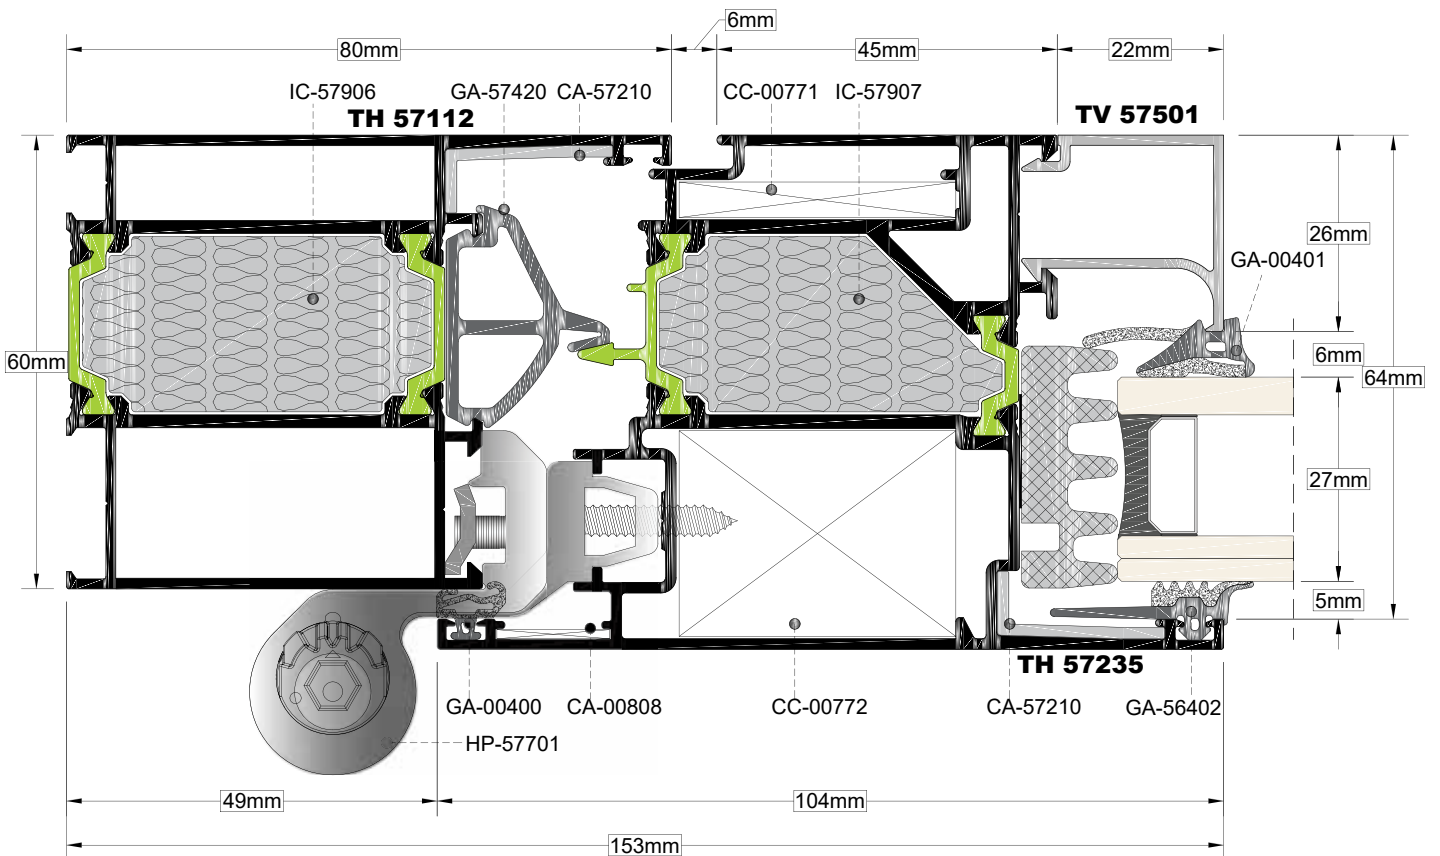 6mm
80mm
45mm
22mm
IC-57906
GA-57420
CA-57210
CC-00771
IC-57907
TH 57112
TV 57501
26mm
GA-00401
60mm
6mm
64mm
27mm
5mm
TH 57235
GA-00400
CA-00808
CC-00772
CA-57210
GA-56402
HP-57701
49mm
104mm
153mm